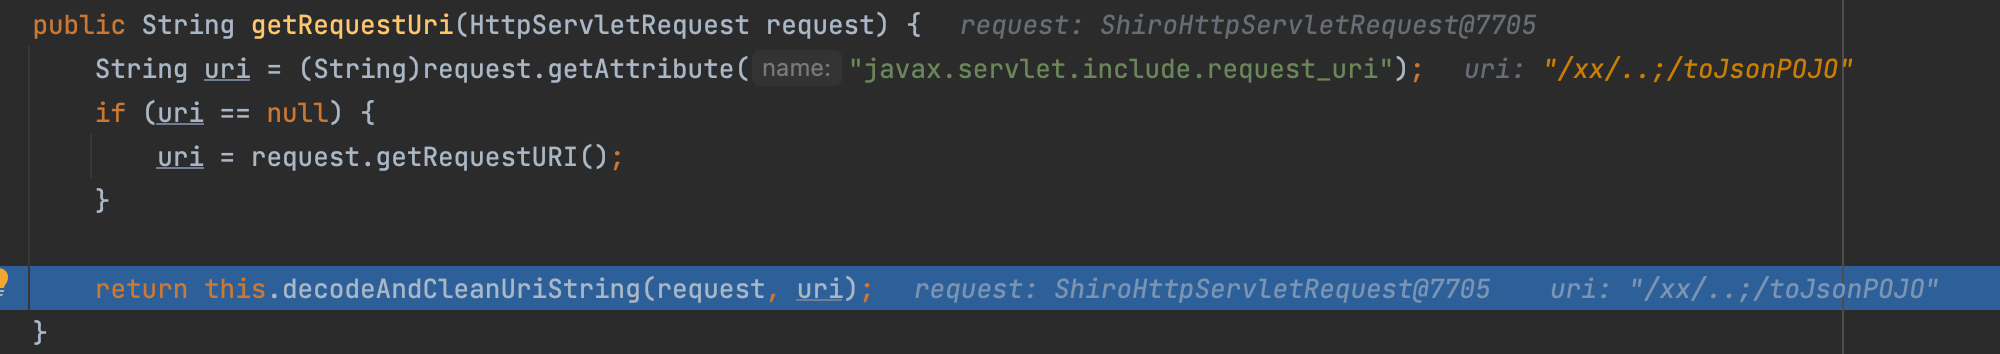 public String getRequestUri(HttpServletRequest request) {   request: ShiroHttpServletRequest@7705
    String uri = (String)request.getAttribute( name: "javax.servlet.include.request_uri");   uri: "/xx/..;/toJsonPOJO"
    if (uri == null) {
        uri = request.getRequestURI();
    }
    return this.decodeAndCleanUriString(request, uri);   request: ShiroHttpServletRequest@7705   uri: "/xx/..;/toJsonPOJO"
}